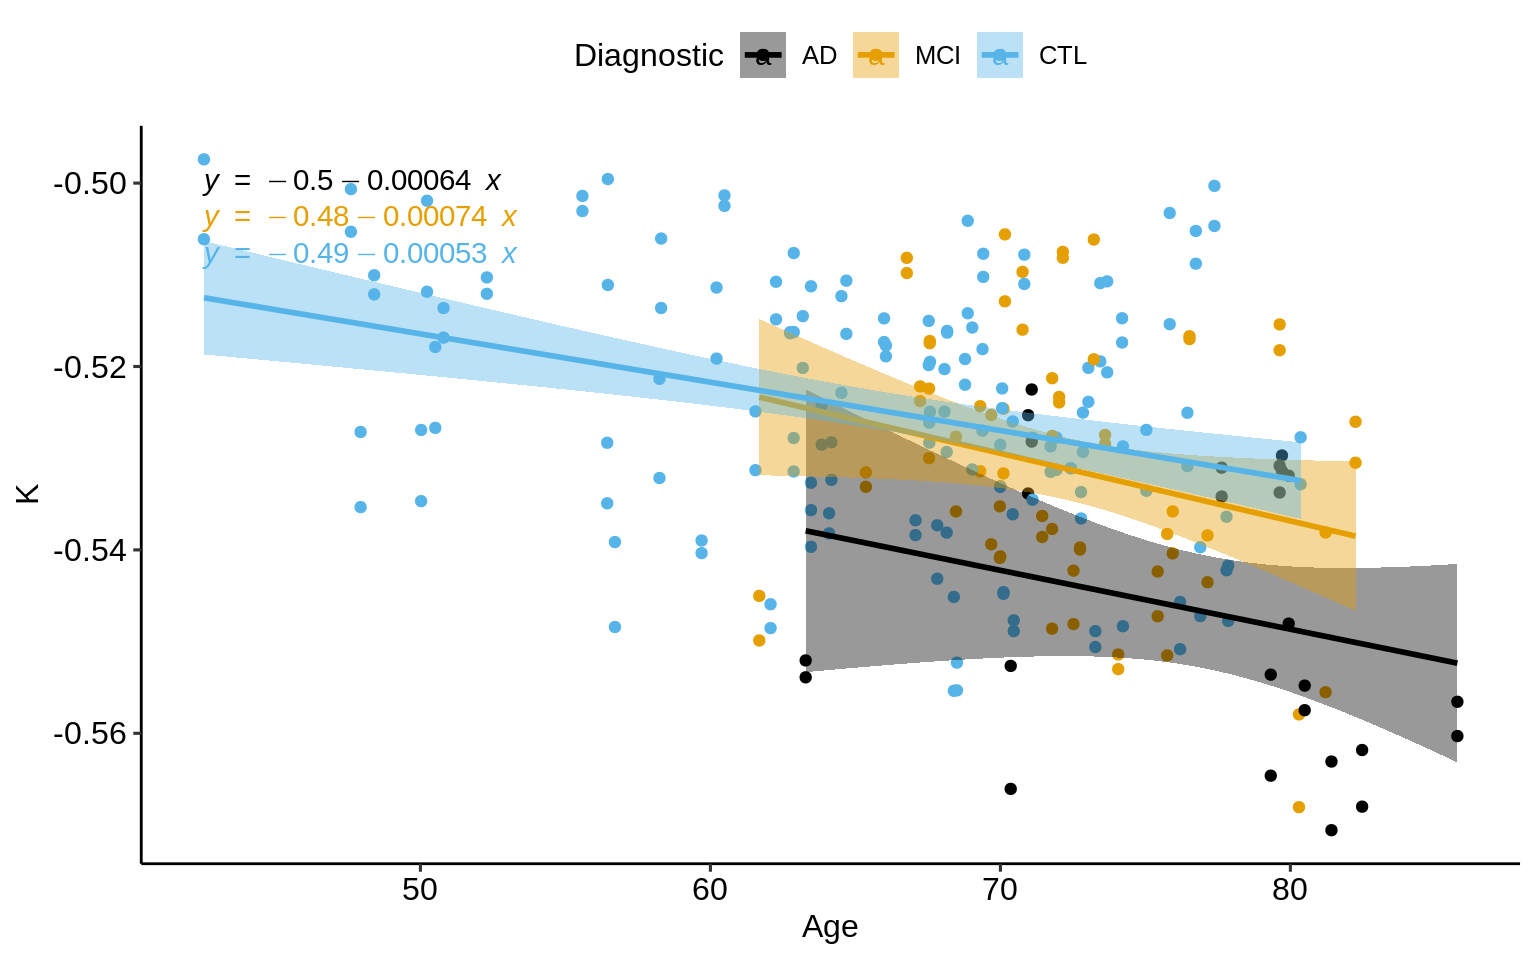 Diagnostic a AD a MCI a CTL
-0.50
y = −0.5 − 0.00064 x
y = −0.48 − 0.00074 x
y = −0.49 − 0.00053 x
-0.52
K
-0.54
-0.56
50 60 70 80
Age